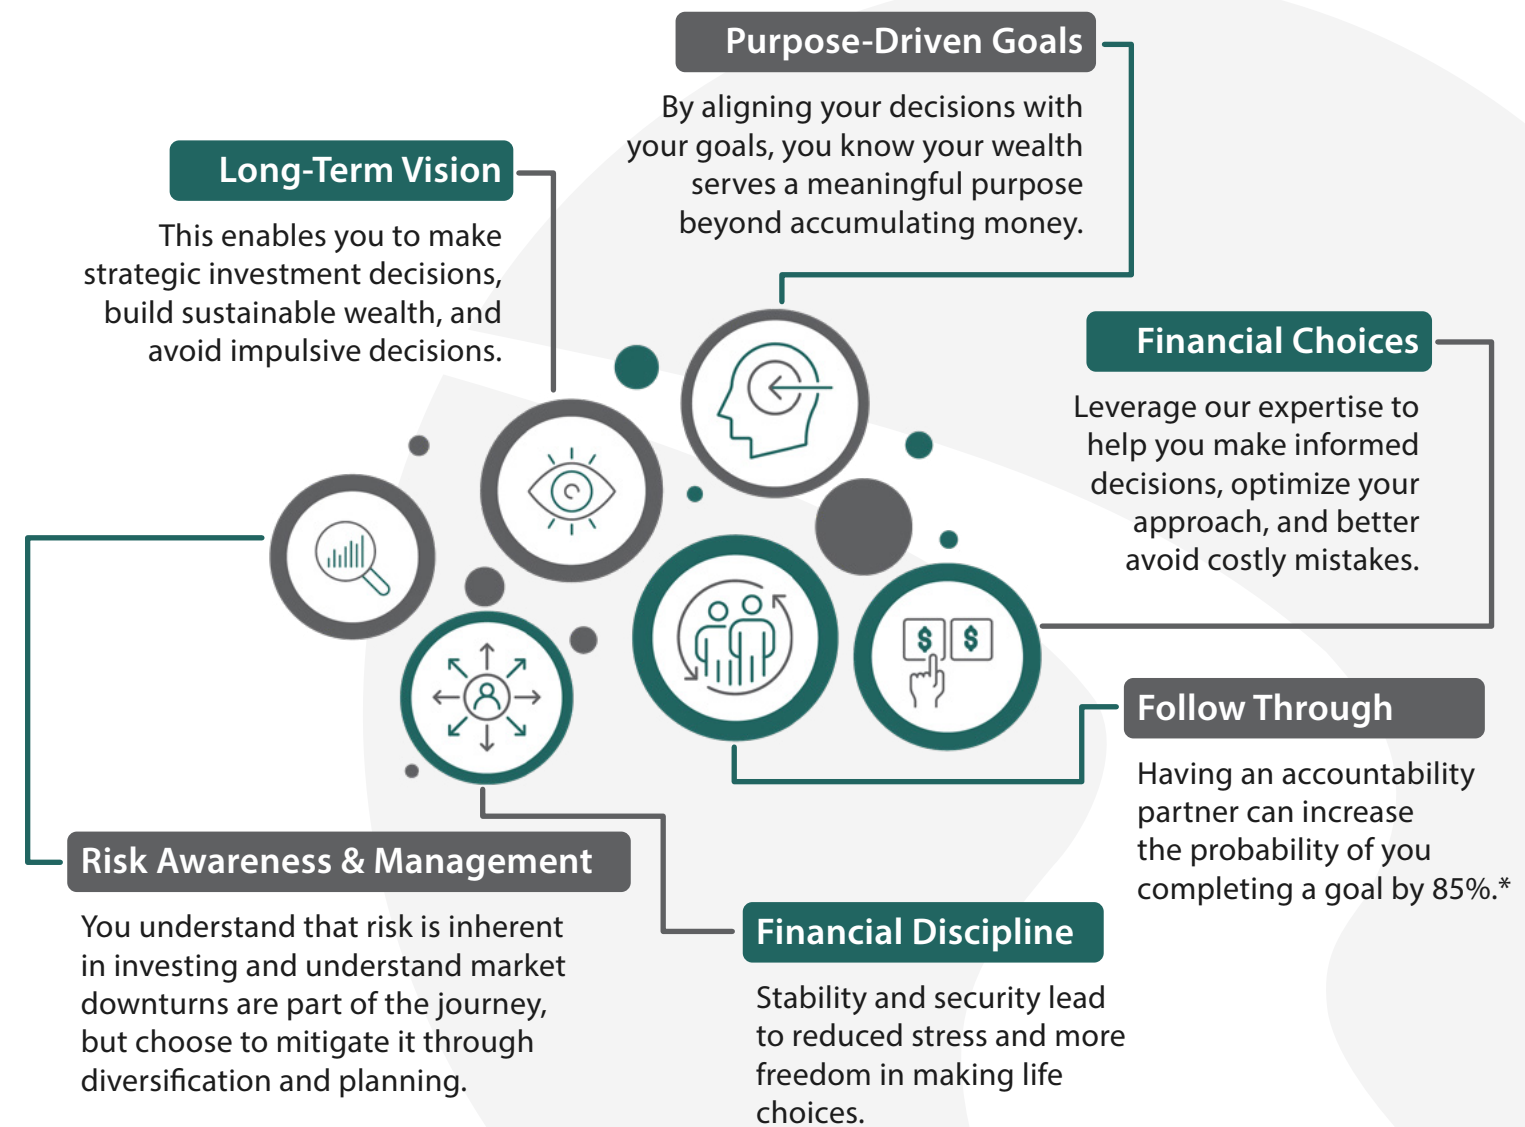 Purpose-Driven Goals
By aligning your decisions with
your goals, you know your wealth
serves a meaningful purpose
beyond accumulating money.
Long-Term Vision
This enables you to make
strategic investment decisions,
build sustainable wealth, and
avoid impulsive decisions.
Financial Choices
Leverage our expertise to
help you make informed
decisions, optimize your
approach, and better
avoid costly mistakes.
$ $
Follow Through
Having an accountability
partner can increase
the probability of you
completing a goal by 85%.*
Risk Awareness & Management
You understand that risk is inherent
in investing and understand market
downturns are part of the journey,
but choose to mitigate it through
diversification and planning.
Financial Discipline
Stability and security lead
to reduced stress and more
freedom in making life
choices.